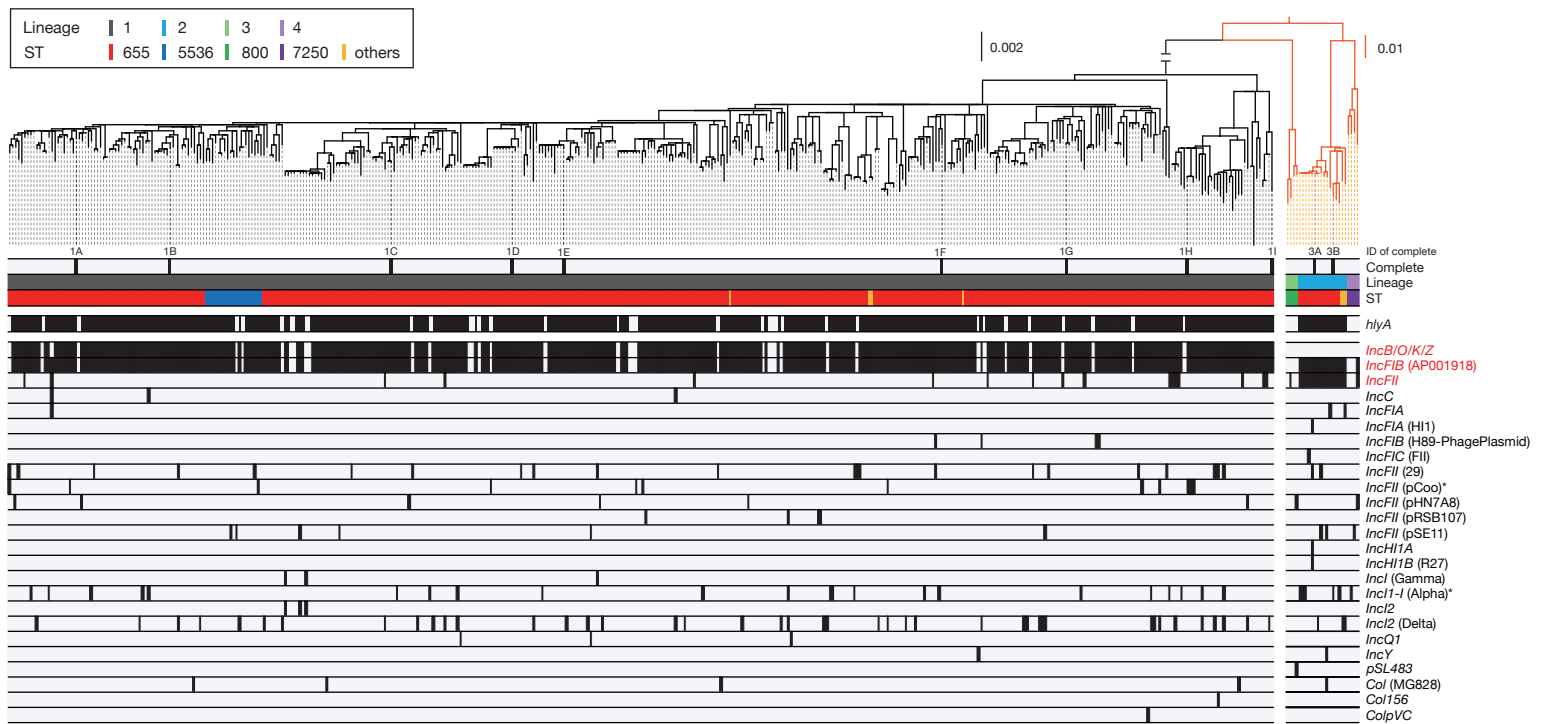 Lineage 1 2 3 4
ST 655 5536 800 7250 others
0.002
0.01
1A 1B 1C 1D 1E 1F 1G 1H 1I 3A 3B ID of complete
Complete
Lineage
ST
hlyA
IncB/O/K/Z
IncFIB (AP001918)
IncFII
IncC
IncFIA
IncFIA (HI1)
IncFIB (H89-PhagePlasmid)
IncFIC (FII)
IncFII (29)
IncFII (pCoo)*
IncFII (pHN7A8)
IncFII (pRSB107)
IncFII (pSE11)
IncHI1A
IncHI1B (R27)
IncI (Gamma)
IncI1-I (Alpha)*
IncI2
IncI2 (Delta)
IncQ1
IncY
pSL483
Col (MG828)
Col156
ColpVC